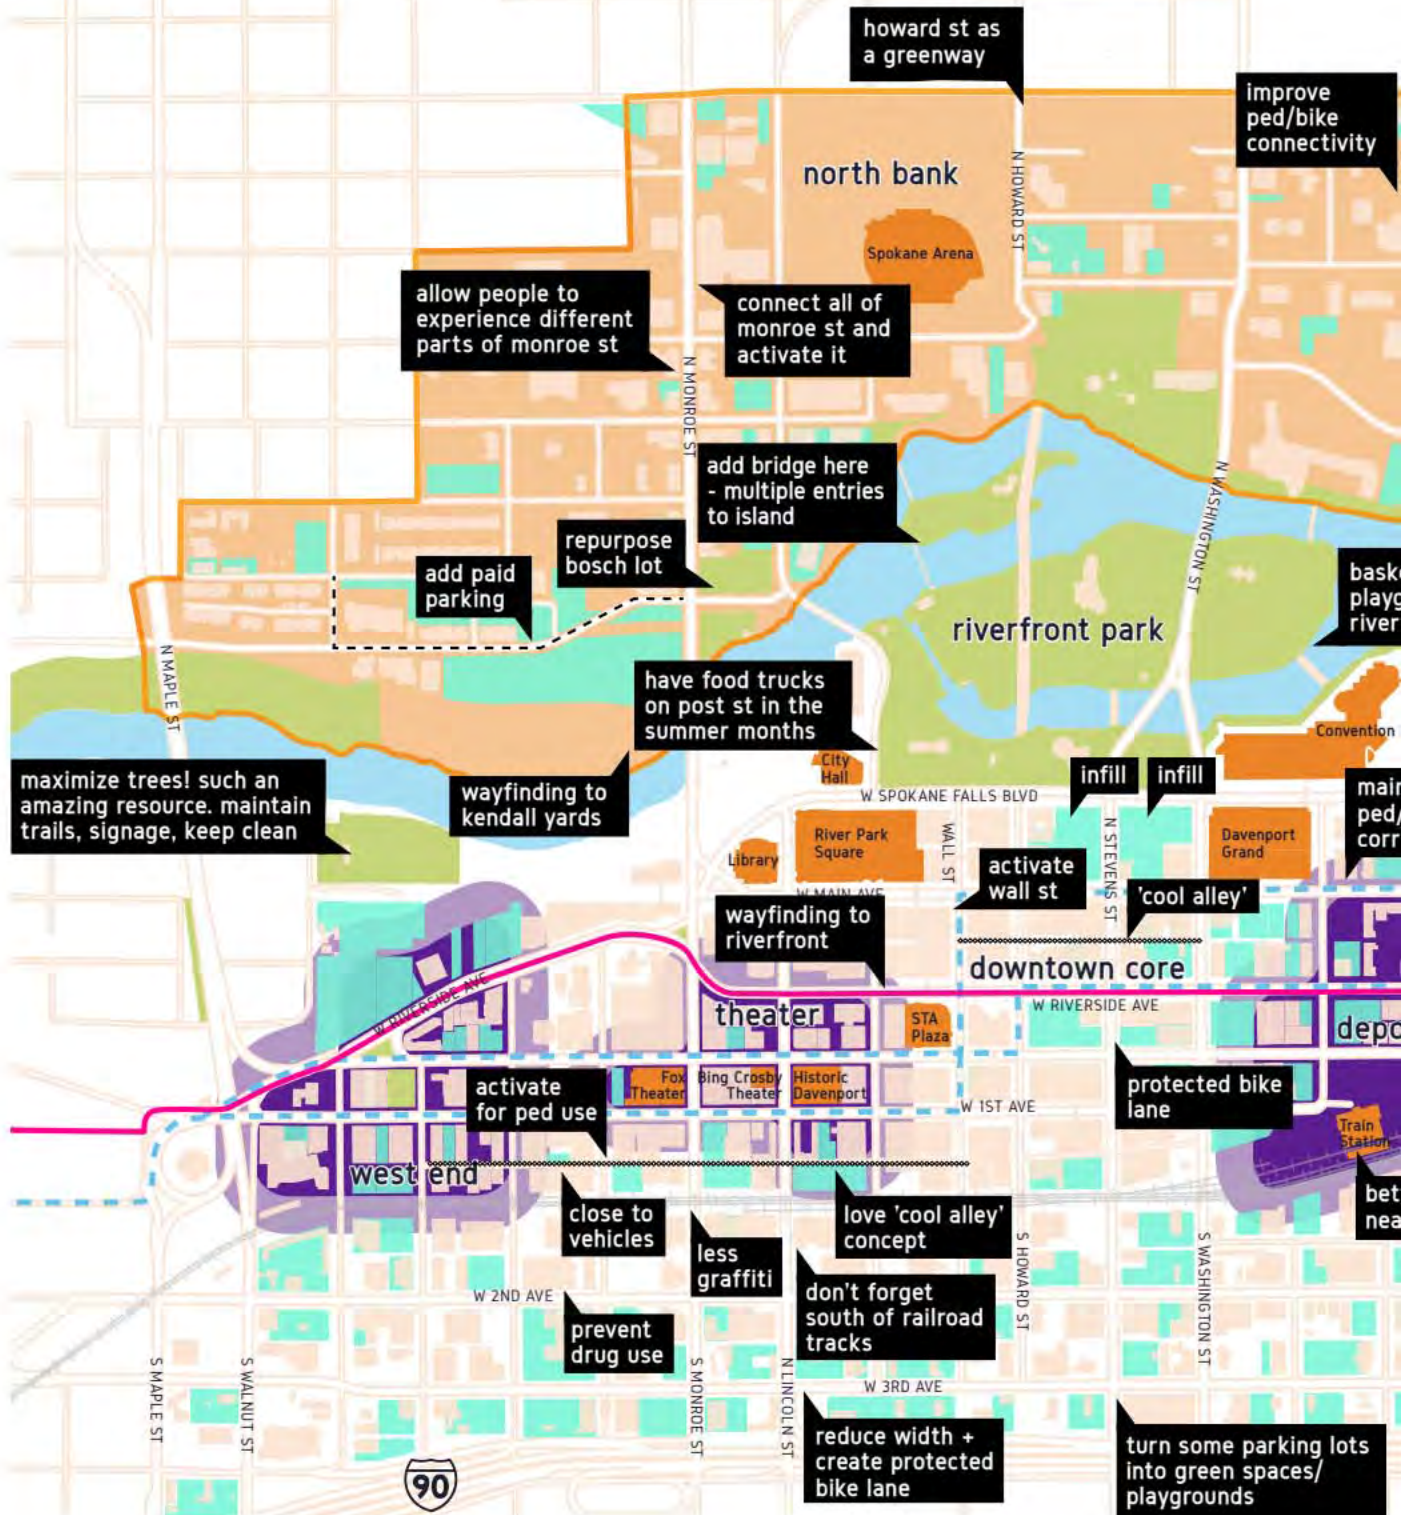 howard st as
a greenway
improve
ped/bike
connectivity
north bank
N HOWARD ST
Spokane Arena
allow people to
experience different
parts of monroe st
connect all of
monroe st and
activate it
N MONROE ST
add bridge here
- multiple entries
to island
N WASHINGTON ST
repurpose
bosch lot
add paid
parking
riverfront park
N MAPLE ST
have food trucks
on post st in the
summer months
Convention
City
Hall
maximize trees! such an
amazing resource. maintain
trails, signage, keep clean
wayfinding to
kendall yards
infill
infill
W SPOKANE FALLS BLVD
River Park
Square
Library
WALL ST
N STEVENS ST
Davenport
Grand
W MAIN AVE
activate
wall st
'cool alley'
wayfinding to
riverfront
downtown core
W RIVERSIDE AVE
W RIVERSIDE AVE
theater
STA
Plaza
activate
for ped use
Fox
Theater
Bing Crosby
Theater
Historic
Davenport
W 1ST AVE
protected bike
lane
Train
Station
west end
close to
vehicles
less
graffiti
love 'cool alley'
concept
S HOWARD ST
S WASHINGTON ST
W 2ND AVE
prevent
drug use
don't forget
south of railroad
tracks
S MAPLE ST
S WALNUT ST
S MONROE ST
N LINCOLN ST
W 3RD AVE
reduce width +
create protected
bike lane
turn some parking lots
into green spaces/
playgrounds
90